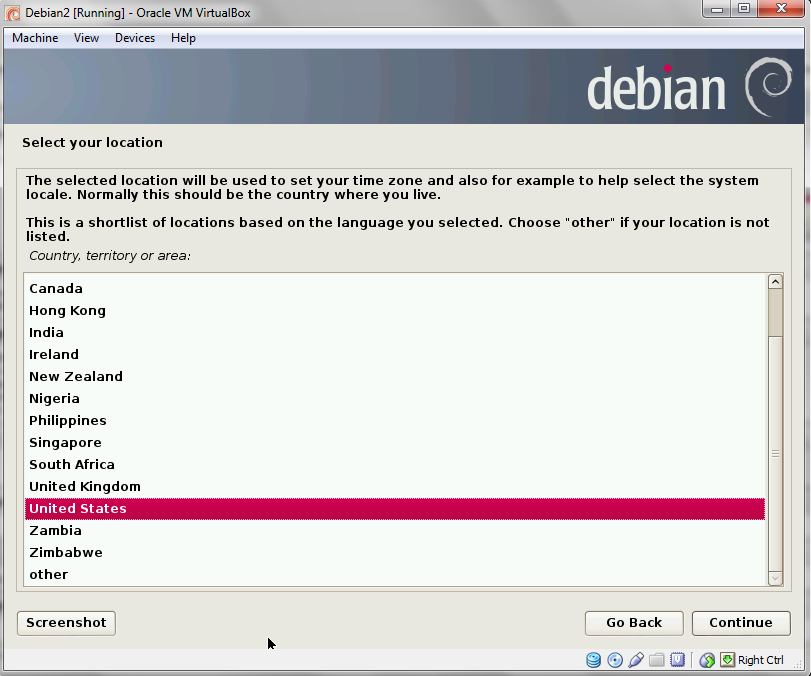 Debian2 [Running] - Oracle VM VirtualBox
Machine View Devices Help
debian
Select your location
The selected location will be used to set your time zone and also for example to help select the system
locale. Normally this should be the country where you live.
This is a shortlist of locations based on the language you selected. Choose "other" if your location is not
listed.
Country, territory or area:
Canada
Hong Kong
India
Ireland
New Zealand
Nigeria
Philippines
Singapore
South Africa
United Kingdom
United States
Zambia
Zimbabwe
other
Screenshot Go Back Continue
Right Ctrl